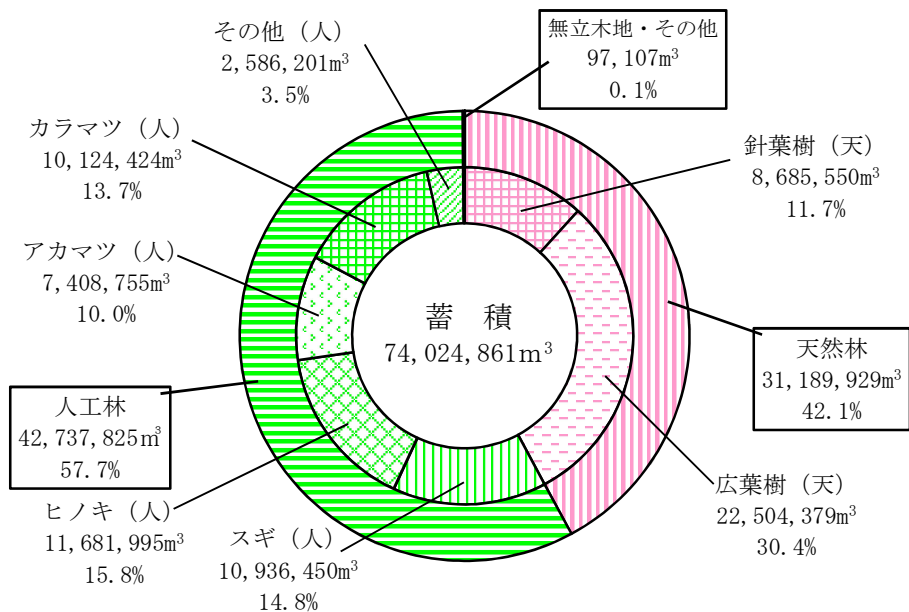 その他（人）
2,586,201m³
3.5%
無立木地・その他
97,107m³
0.1%
カラマツ（人）
10,124,424m³
13.7%
針葉樹（天）
8,685,550m³
11.7%
アカマツ（人）
7,408,755m³
10.0%
蓄　積
74,024,861m³
天然林
31,189,929m³
42.1%
人工林
42,737,825㎥
57.7%
広葉樹（天）
22,504,379m³
30.4%
ヒノキ（人）
11,681,995m³
15.8%
スギ（人）
10,936,450m³
14.8%